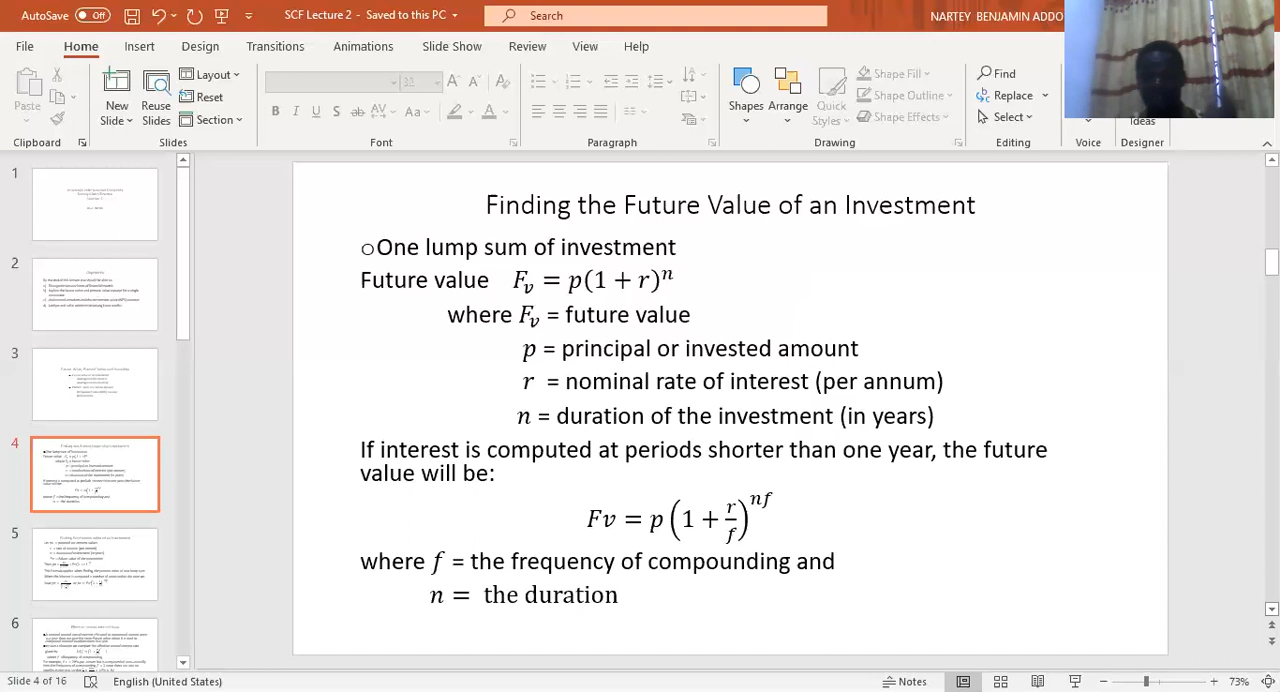 AutoSave Off SCF Lecture 2 - Saved to this PC Search NARTEY BENJAMIN ADDO
File Home Insert Design Transitions Animations Slide Show Review View Help
Paste New Slide Reuse Slides Layout Reset Section
Shapes Arrange Quick Styles Shape Fill Shape Outline Shape Effects
Find Replace Select Ideas
Clipboard Slides Font Paragraph Drawing Editing Voice Designer
1
2
3
4
5
6
Finding the Future Value of an Investment
○One lump sum of investment
Future value F_v = p(1 + r)^n
where F_v = future value
p = principal or invested amount
r = nominal rate of interest (per annum)
n = duration of the investment (in years)
If interest is computed at periods shorter than one year, the future
value will be:
Fv = p(1 + r/f)^nf
where f = the frequency of compounding and
n = the duration
Slide 4 of 16 English (United States) Notes 73%